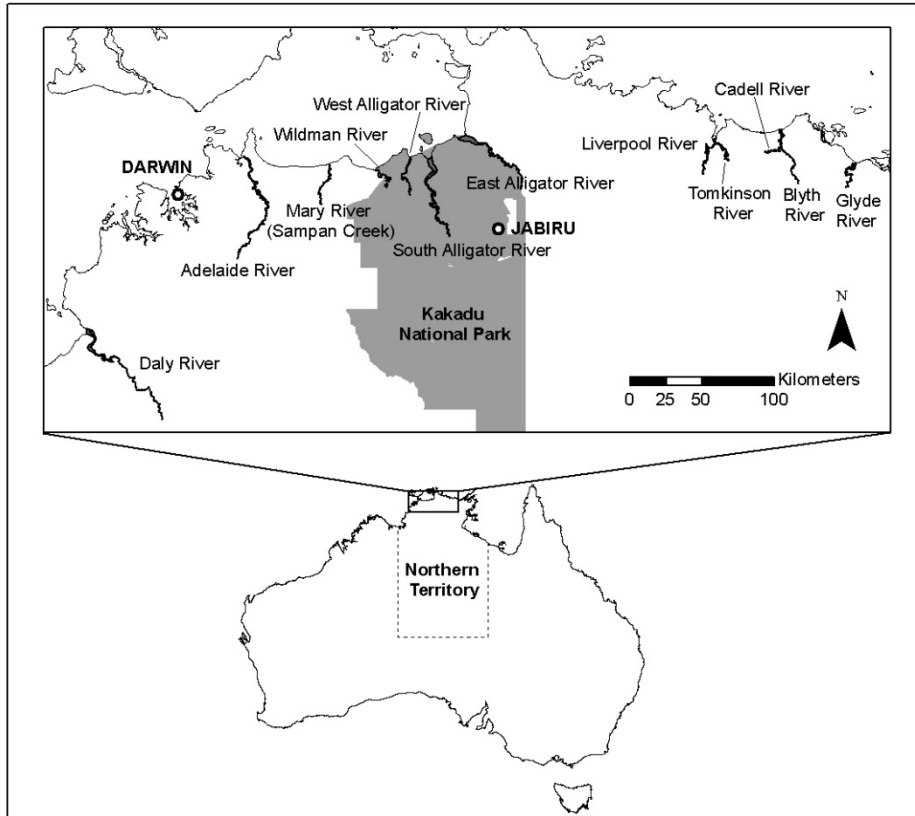 West Alligator River
Cadell River
Wildman River
Liverpool River
DARWIN
East Alligator River
Tomkinson
River
Blyth
River
Glyde
River
Mary River
(Sampan Creek)
JABIRU
South Alligator River
Adelaide River
Kakadu
National Park
N
Daly River
Kilometers
0 25 50 100
Northern
Territory